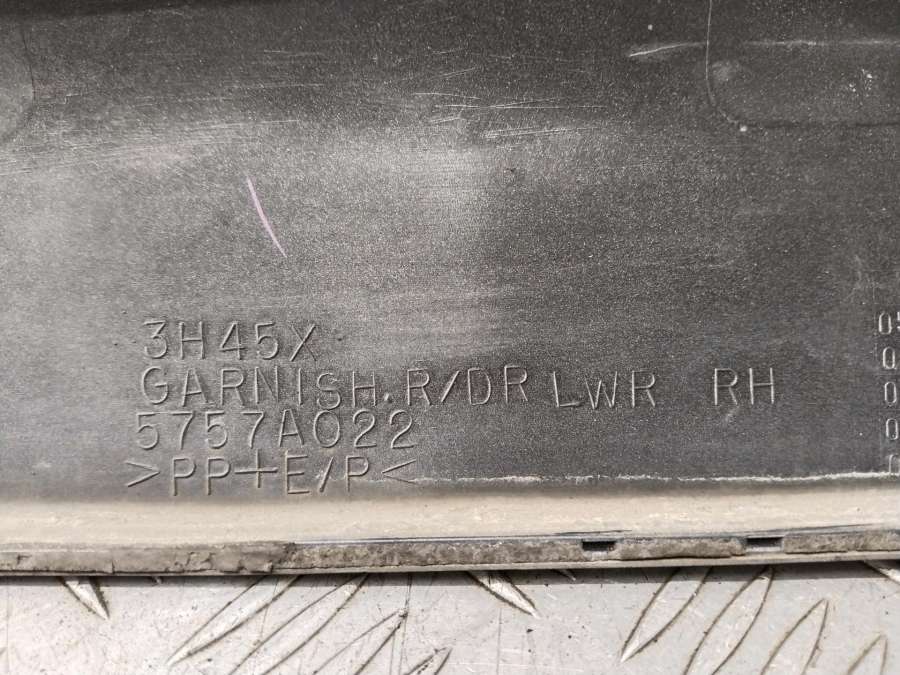 3H45X
GARNISH.R/DR LWR RH
5757A022
>PP+E/P<